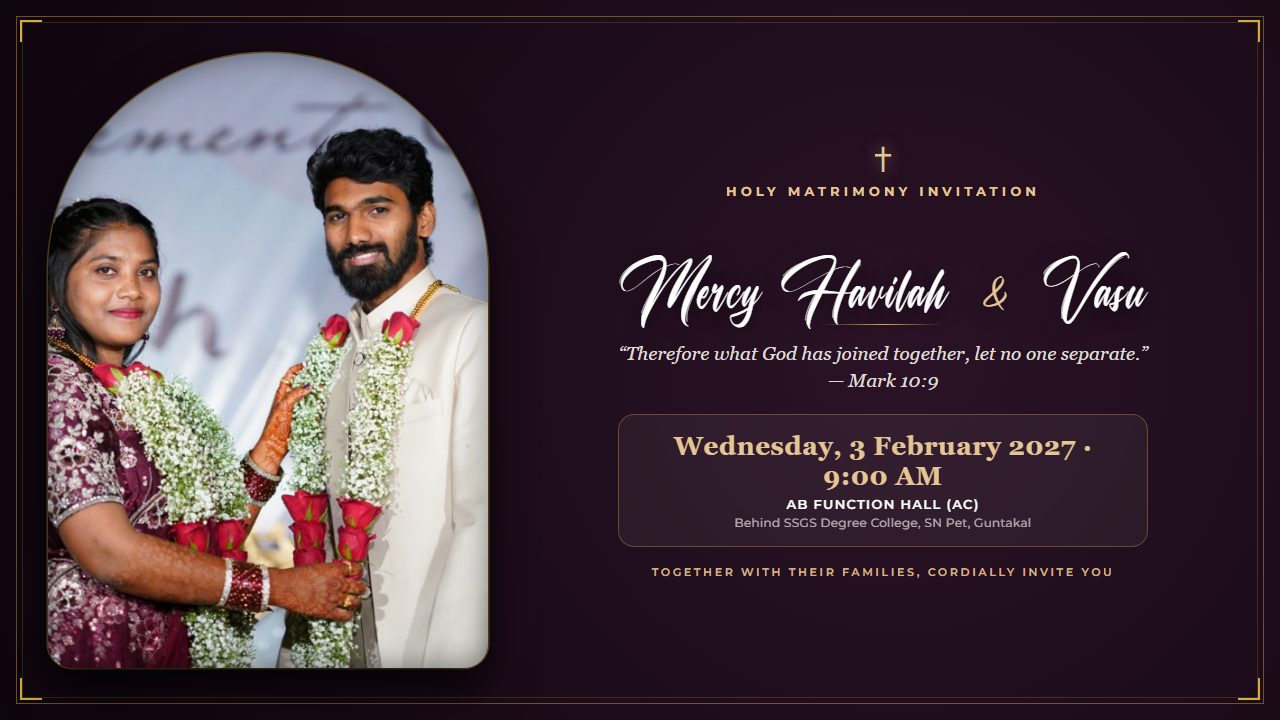 HOLY MATRIMONY INVITATION
Mercy Havilah & Vasu
“Therefore what God has joined together, let no one separate.”
— Mark 10:9
Wednesday, 3 February 2027 ·
9:00 AM
AB FUNCTION HALL (AC)
Behind SSGS Degree College, SN Pet, Guntakal
TOGETHER WITH THEIR FAMILIES, CORDIALLY INVITE YOU